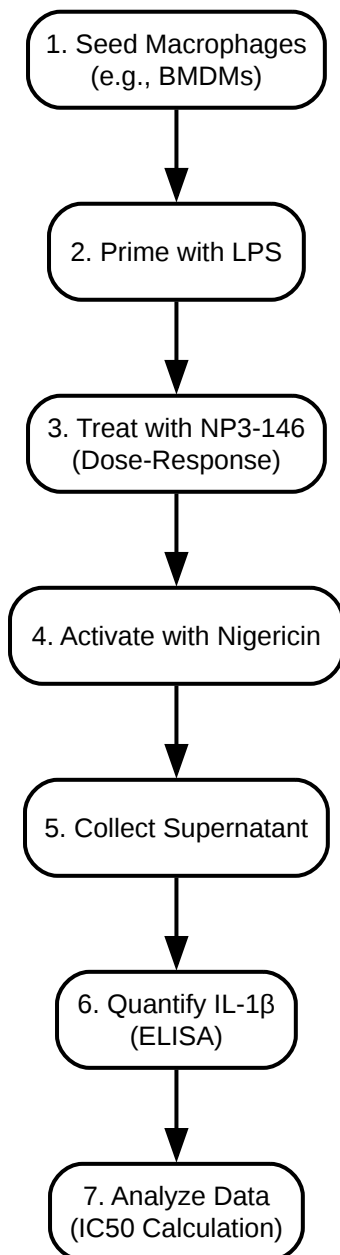 1. Seed Macrophages
(e.g., BMDMs)
2. Prime with LPS
3. Treat with NP3-146
(Dose-Response)
4. Activate with Nigericin
5. Collect Supernatant
6. Quantify IL-1β
(ELISA)
7. Analyze Data
(IC50 Calculation)